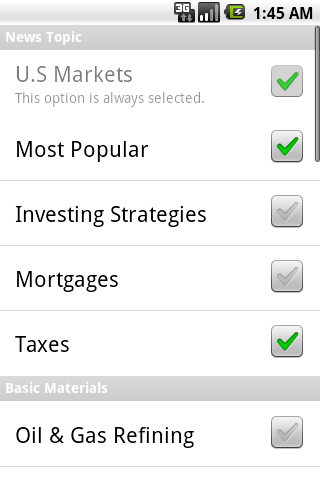 3G 1:45 AM
News Topic
U.S Markets
This option is always selected.
Most Popular
Investing Strategies
Mortgages
Taxes
Basic Materials
Oil & Gas Refining